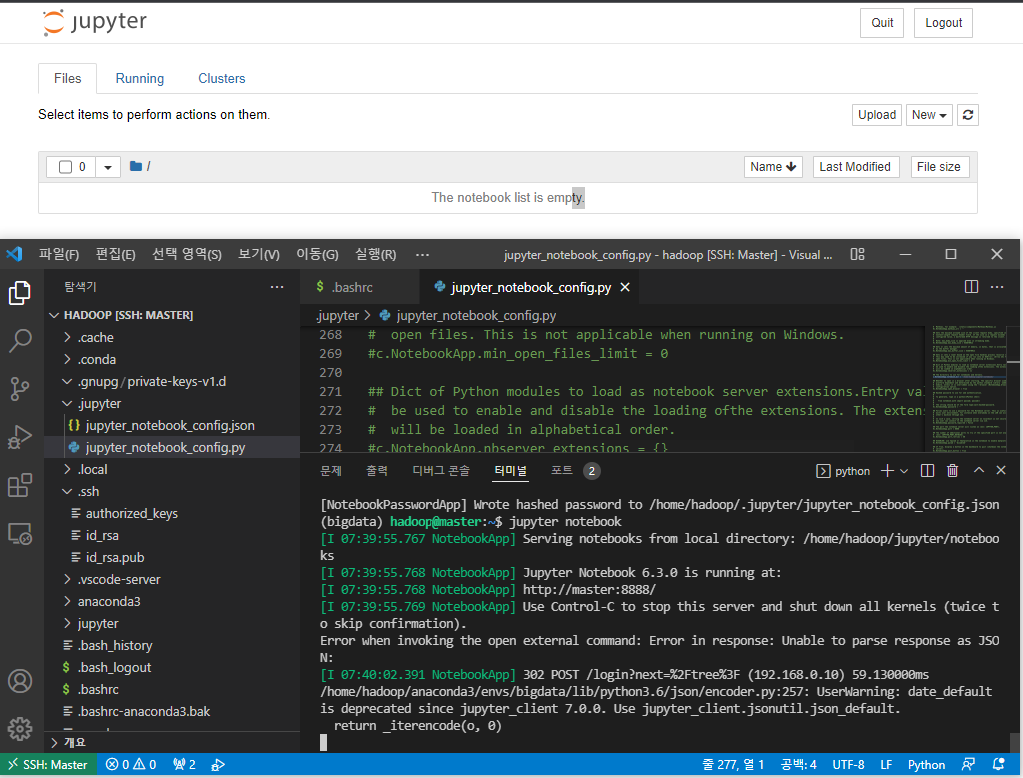 jupyter
Quit
Logout
Files
Running
Clusters
Select items to perform actions on them.
Upload
New
0
/
Name
Last Modified
File size
The notebook list is empty.
파일(F) 편집(E) 선택 영역(S) 보기(V) 이동(G) 실행(R) ···
jupyter_notebook_config.py - hadoop [SSH: Master] - Visual ...
탐색기
HADOOP [SSH: MASTER]
.cache
.conda
.gnupg/private-keys-v1.d
.jupyter
{} jupyter_notebook_config.json
jupyter_notebook_config.py
.local
.ssh
authorized_keys
id_rsa
id_rsa.pub
.vscode-server
anaconda3
jupyter
.bash_history
$ .bash_logout
$ .bashrc
.bashrc-anaconda3.bak
개요
$ .bashrc
jupyter_notebook_config.py
.jupyter > jupyter_notebook_config.py
268 #  open files. This is not applicable when running on Windows.
269 #c.NotebookApp.min_open_files_limit = 0
270
271 ## Dict of Python modules to load as notebook server extensions.Entry va
272 #  be used to enable and disable the loading ofthe extensions. The exten
273 #  will be loaded in alphabetical order.
274 #c.NotebookApp.nbserver_extensions = {}
문제 출력 디버그 콘솔 터미널 포트 2
python
[NotebookPasswordApp] Wrote hashed password to /home/hadoop/.jupyter/jupyter_notebook_config.json
(bigdata) hadoop@master:~$ jupyter notebook
[I 07:39:55.767 NotebookApp] Serving notebooks from local directory: /home/hadoop/jupyter/notebo
ks
[I 07:39:55.768 NotebookApp] Jupyter Notebook 6.3.0 is running at:
[I 07:39:55.768 NotebookApp] http://master:8888/
[I 07:39:55.769 NotebookApp] Use Control-C to stop this server and shut down all kernels (twice t
o skip confirmation).
Error when invoking the open external command: Error in response: Unable to parse response as JSO
N:
[I 07:40:02.391 NotebookApp] 302 POST /login?next=%2Ftree%3F (192.168.0.10) 59.130000ms
/home/hadoop/anaconda3/envs/bigdata/lib/python3.6/json/encoder.py:257: UserWarning: date_default
is deprecated since jupyter_client 7.0.0. Use jupyter_client.jsonutil.json_default.
return _iterencode(o, 0)
SSH: Master
0 0
2
줄 277, 열 1
공백: 4
UTF-8
LF
Python